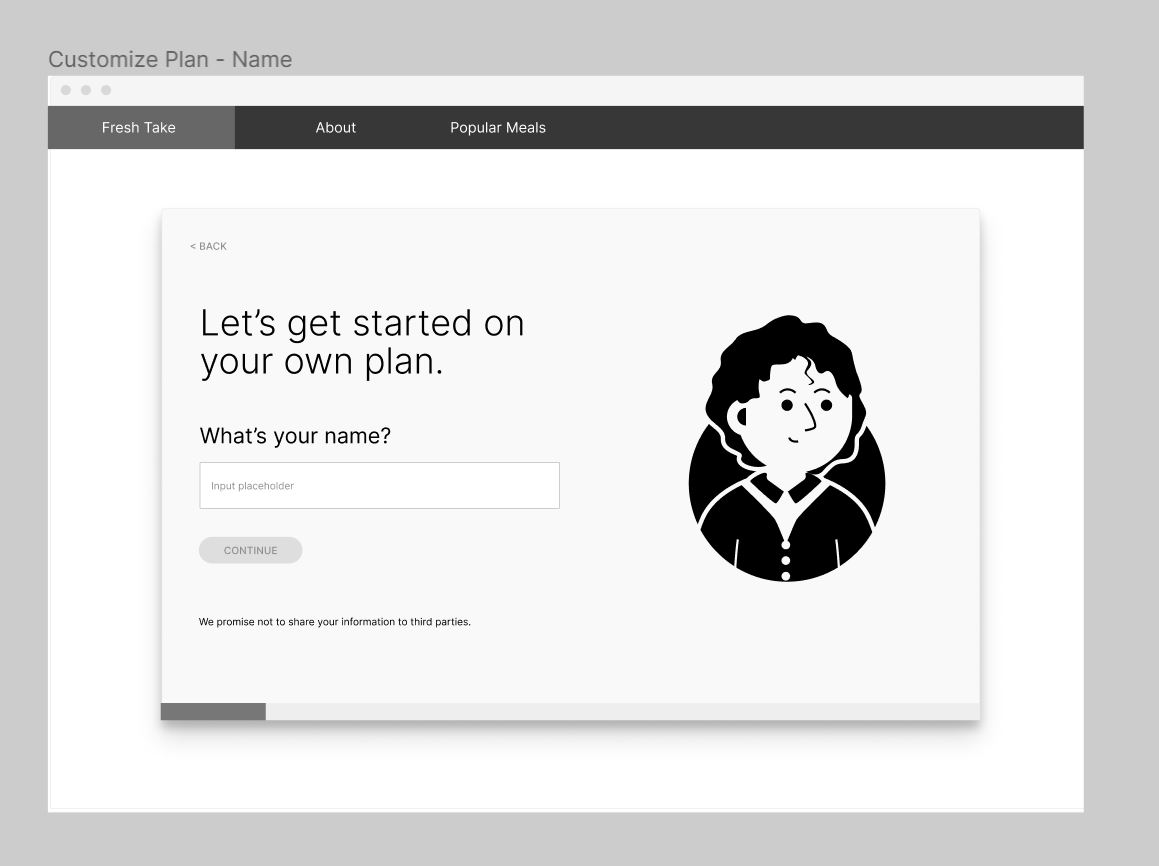 Customize Plan - Name
Fresh Take About Popular Meals
< BACK
Let’s get started on
your own plan.
What’s your name?
Input placeholder
CONTINUE
We promise not to share your information to third parties.